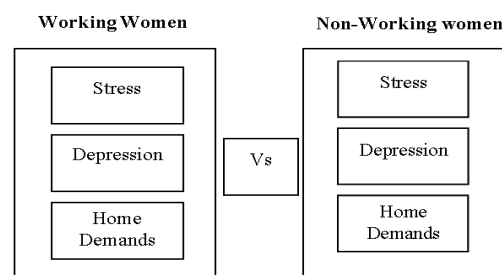 Working Women
Stress
Depression
Home
Demands
Vs
Non-Working women
Stress
Depression
Home
Demands